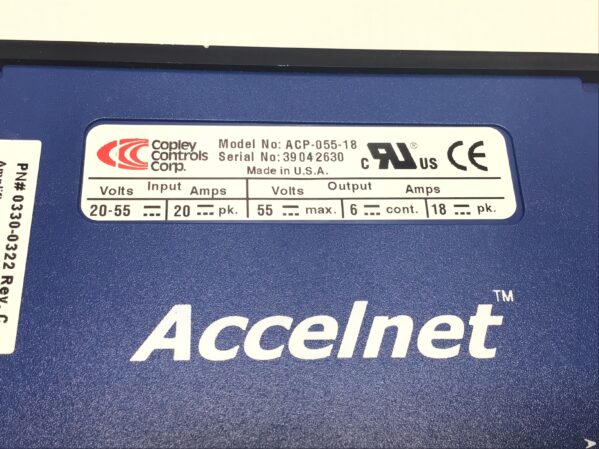 Copley
Controls
Corp.
Model No: ACP-055-18
Serial No: 39042630
Made in U.S.A.
C RU US CE
Volts Input Amps
Volts Output Amps
20-55 20 pk. 55 max. 6 cont. 18 pk.
PN# 0330-0322 Rev. C
Accelnet™